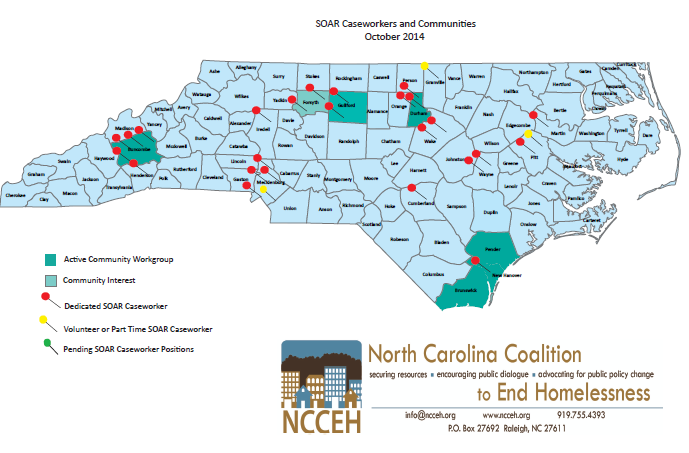 SOAR Caseworkers and Communities
October 2014
Ashe
Alleghany
Surry
Stokes
Rockingham
Caswell
Person
Granville
Vance
Warren
Northampton
Gates
Halifax
Hertford
Bertie
Watauga
Wilkes
Yadkin
Forsyth
Guilford
Alamance
Orange
Durham
Franklin
Nash
Edgecombe
Martin
Washington
Tyrrell
Dare
Mitchell
Avery
Yancey
Madison
Caldwell
Alexander
Iredell
Davie
Davidson
Randolph
Chatham
Wake
Wilson
Pitt
Hyde
Burke
Catawba
Rowan
Buncombe
McDowell
Haywood
Swain
Graham
Cherokee
Clay
Macon
Jackson
Transylvania
Henderson
Polk
Rutherford
Cleveland
Lincoln
Gaston
Mecklenburg
Cabarrus
Stanly
Montgomery
Moore
Lee
Harnett
Johnston
Wayne
Greene
Lenoir
Craven
Pamlico
Jones
Carteret
Onslow
Duplin
Sampson
Cumberland
Hoke
Richmond
Scotland
Anson
Union
Robeson
Bladen
Columbus
Pender
New Hanover
Brunswick
Active Community Workgroup
Community Interest
Dedicated SOAR Caseworker
Volunteer or Part Time SOAR Caseworker
Pending SOAR Caseworker Positions
NCCEH
North Carolina Coalition
securing resources ■ encouraging public dialogue ■ advocating for public policy change
to End Homelessness
info@ncceh.org www.ncceh.org 919.755.4393
P.O. Box 27692 Raleigh, NC 27611